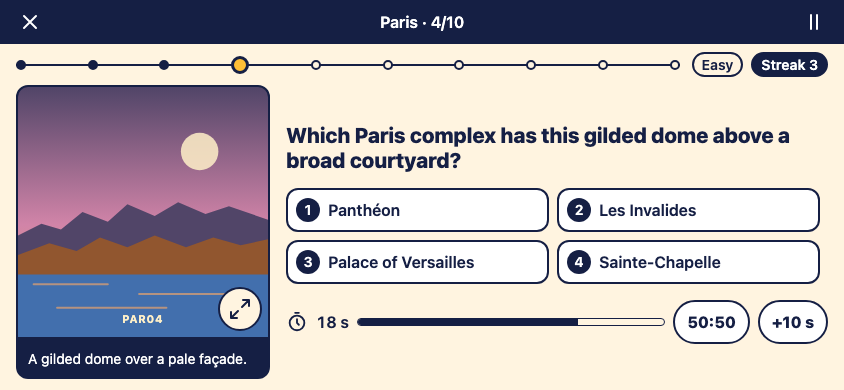 Paris · 4/10
Easy
Streak 3
PAR04
A gilded dome over a pale façade.
Which Paris complex has this gilded dome above a
broad courtyard?
1 Panthéon
2 Les Invalides
3 Palace of Versailles
4 Sainte-Chapelle
18 s
50:50
+10 s